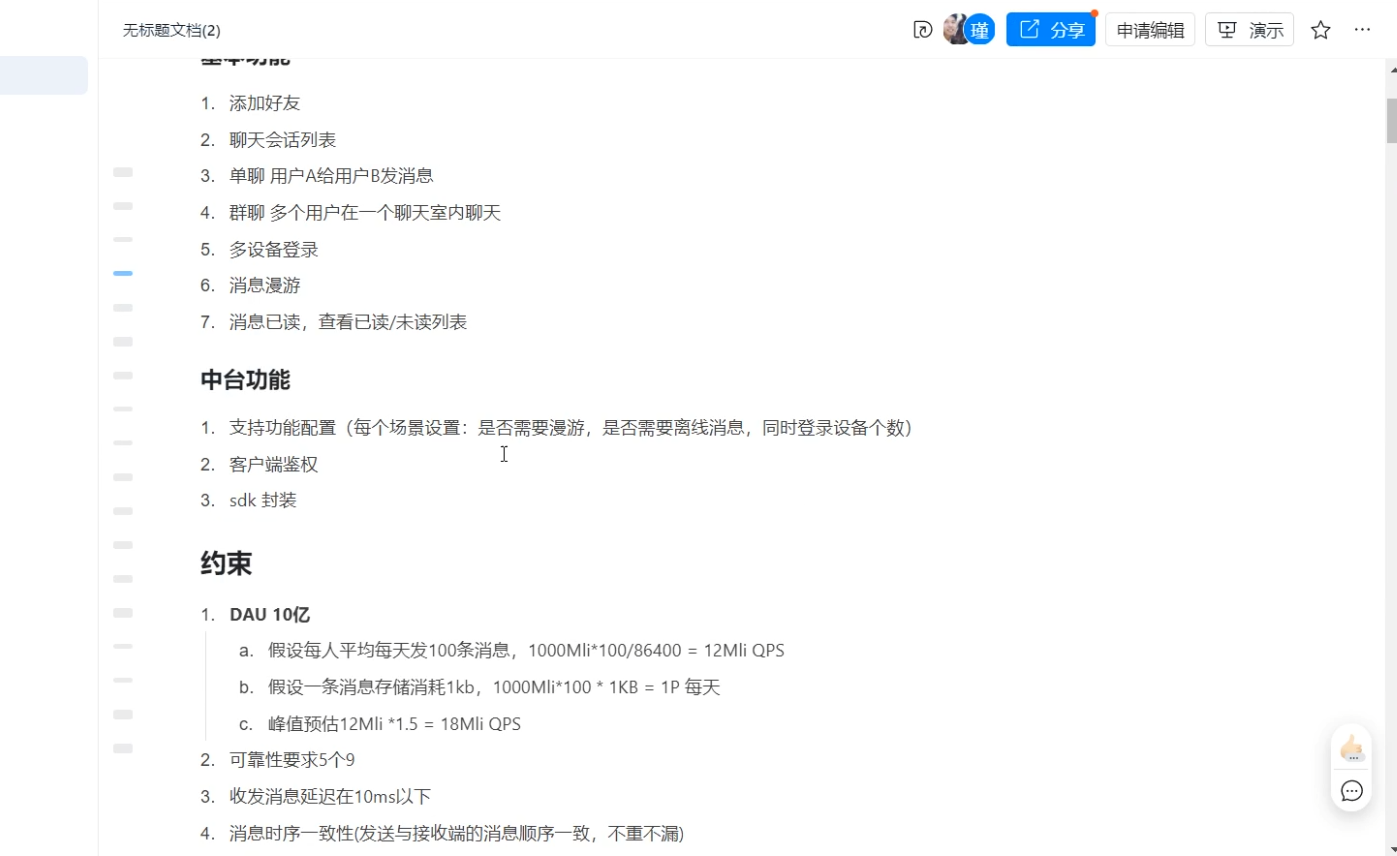 无标题文档(2)
瑾
分享
申请编辑
演示
基本功能
1. 添加好友
2. 聊天会话列表
3. 单聊 用户A给用户B发消息
4. 群聊 多个用户在一个聊天室内聊天
5. 多设备登录
6. 消息漫游
7. 消息已读，查看已读/未读列表
中台功能
1. 支持功能配置（每个场景设置：是否需要漫游，是否需要离线消息，同时登录设备个数）
2. 客户端鉴权
3. sdk 封装
约束
1. DAU 10亿
a. 假设每人平均每天发100条消息，1000Mli*100/86400 = 12Mli QPS
b. 假设一条消息存储消耗1kb，1000Mli*100 * 1KB = 1P 每天
c. 峰值预估12Mli *1.5 = 18Mli QPS
2. 可靠性要求5个9
3. 收发消息延迟在10ms以下
4. 消息时序一致性(发送与接收端的消息顺序一致，不重不漏)